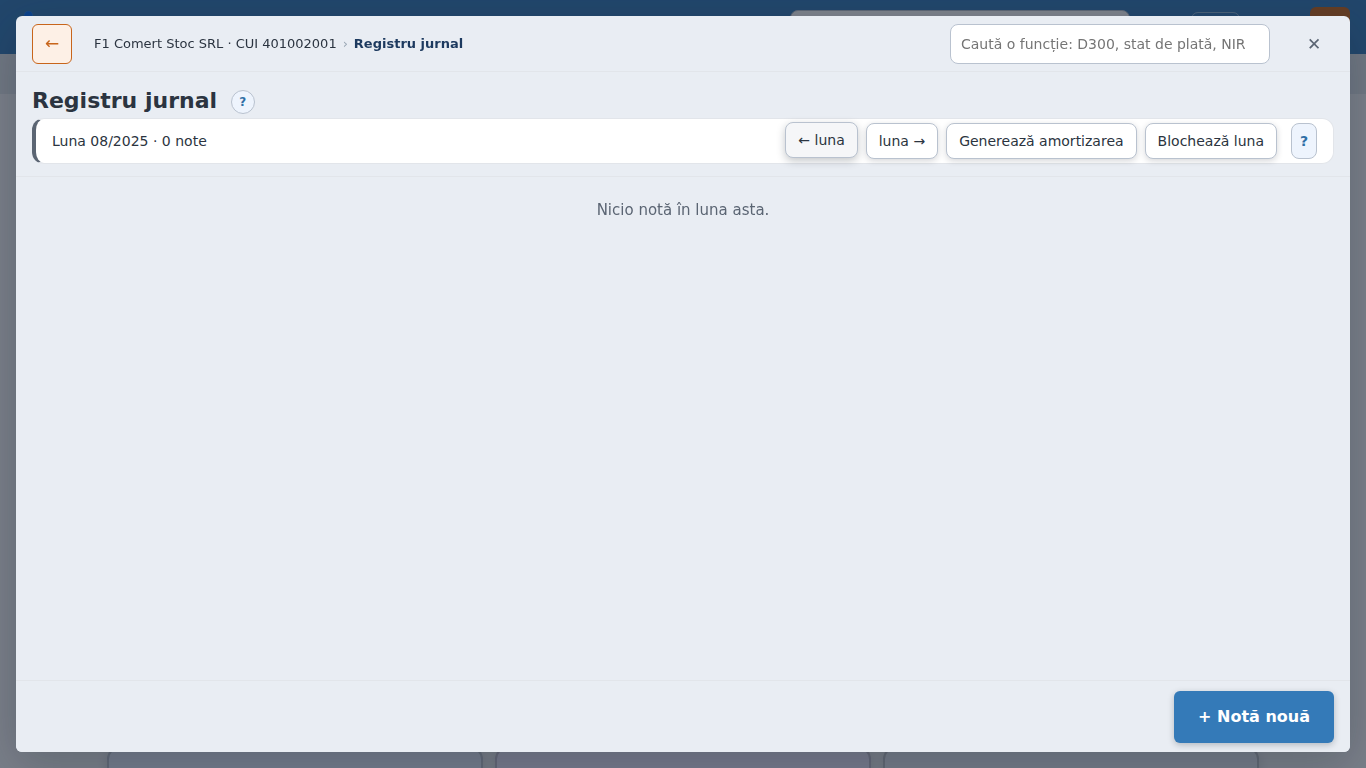 ← F1 Comert Stoc SRL · CUI 401002001 › Registru jurnal Caută o funcție: D300, stat de plată, NIR ✕
Registru jurnal ?
Luna 08/2025 · 0 note ← luna luna → Generează amortizarea Blochează luna ?
Nicio notă în luna asta.
+ Notă nouă